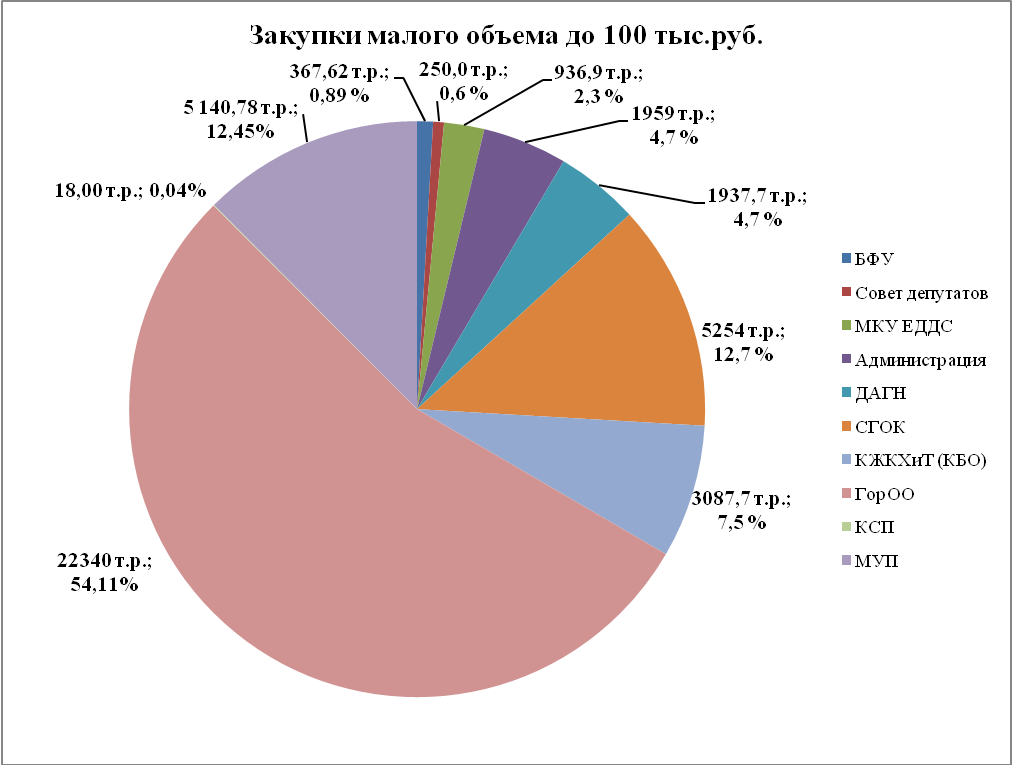 Закупки малого объема до 100 тыс.руб.
367,62 т.р.;
0,89 %
250,0 т.р.;
0,6 %
936,9 т.р.;
2,3 %
1959 т.р.;
4,7 %
1937,7 т.р.;
4,7 %
5254 т.р.;
12,7 %
3087,7 т.р.;
7,5 %
22340 т.р.;
54,11%
18,00 т.р.; 0,04%
5 140,78 т.р.;
12,45%
БФУ
Совет депутатов
МКУ ЕДДС
Администрация
ДАГН
СГОК
КЖКХиТ (КБО)
ГорОО
КСП
МУП